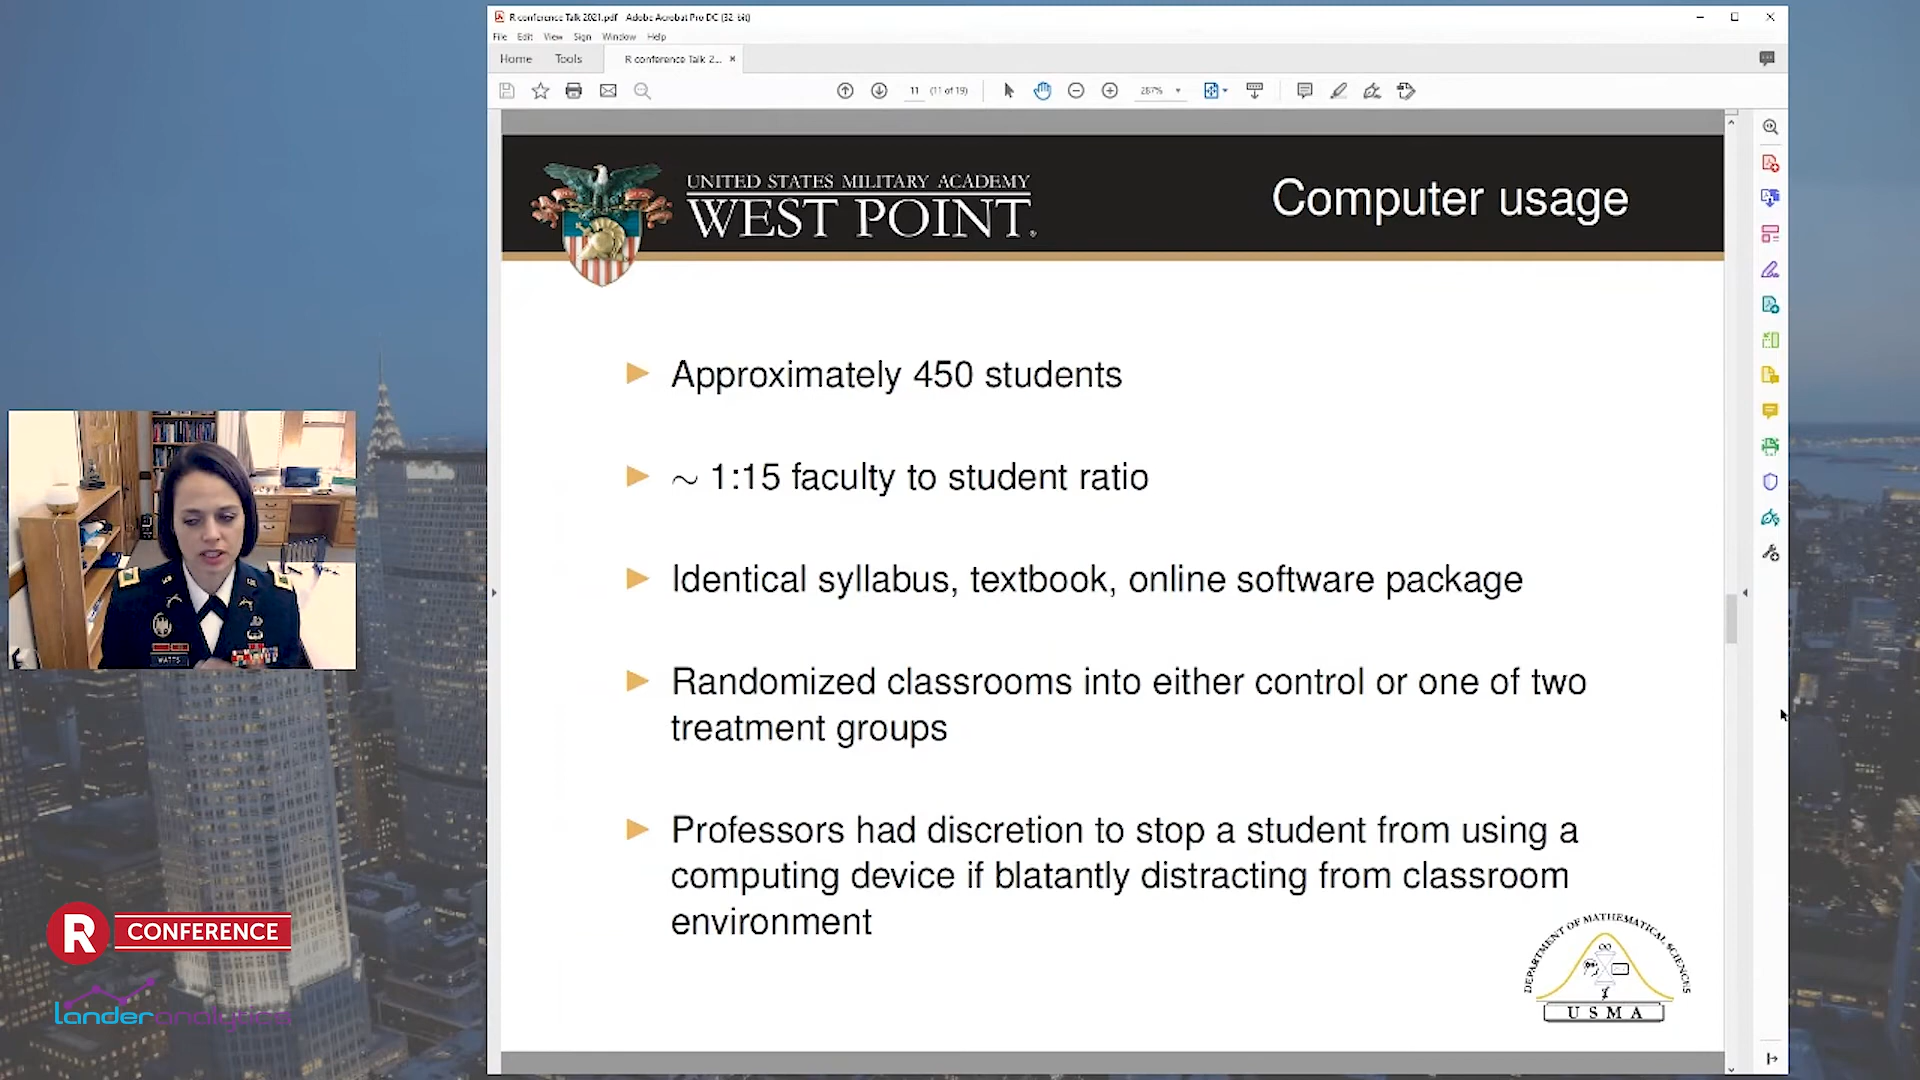 R conference Talk 2021.pdf - Adobe Acrobat Pro DC (32-bit)
File Edit View Sign Window Help
Home Tools R conference Talk 2... ×
11 (11 of 19) 287%
UNITED STATES MILITARY ACADEMY
WEST POINT.
Computer usage
Approximately 450 students
∼ 1:15 faculty to student ratio
Identical syllabus, textbook, online software package
Randomized classrooms into either control or one of two
treatment groups
Professors had discretion to stop a student from using a
computing device if blatantly distracting from classroom
environment
DEPARTMENT OF MATHEMATICAL SCIENCES
USMA
WATTS
R CONFERENCE
landeranalytics